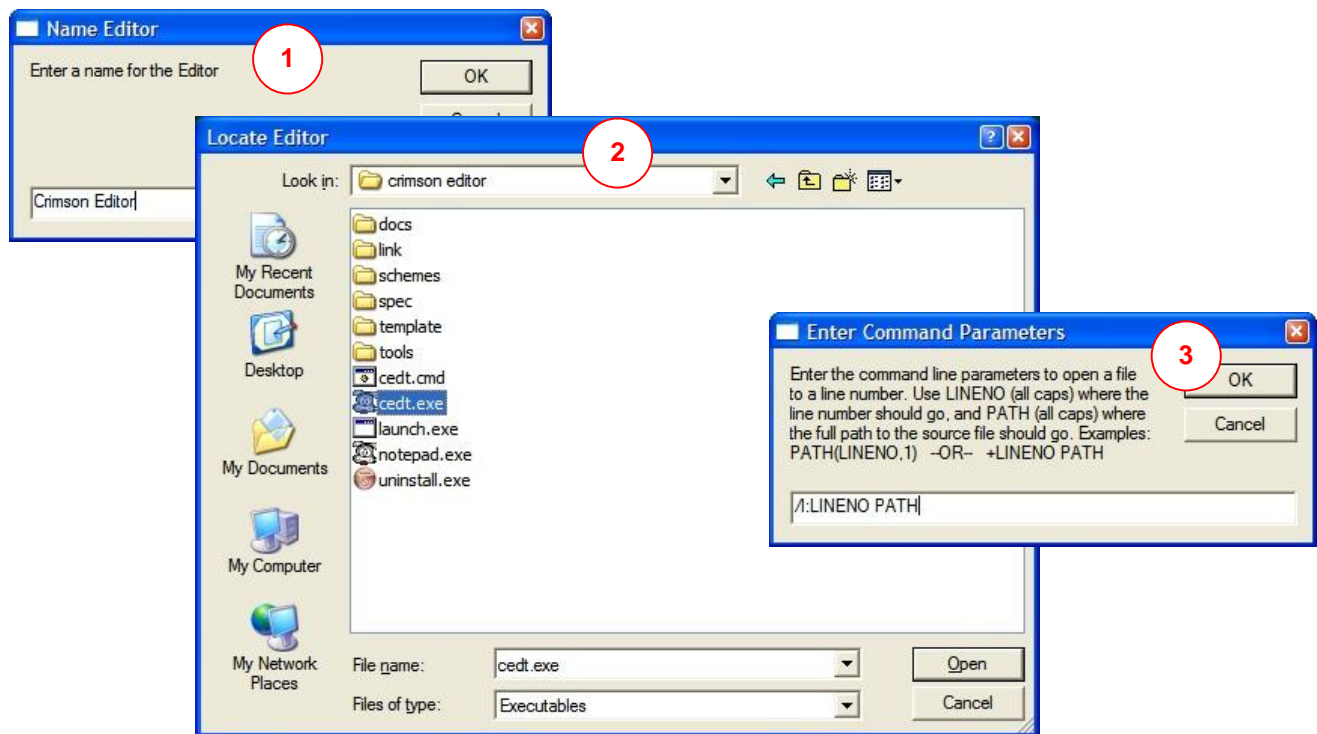 Name Editor
1
Enter a name for the Editor
OK
Crimson Editor
Locate Editor
2
Look in:
crimson editor
My Recent
Documents
Desktop
My Documents
My Computer
My Network
Places
docs
link
schemes
spec
template
tools
cedt.cmd
cedt.exe
launch.exe
notepad.exe
uninstall.exe
File name:
cedt.exe
Open
Files of type:
Executables
Cancel
Enter Command Parameters
3
Enter the command line parameters to open a file
to a line number. Use LINENO (all caps) where the
line number should go, and PATH (all caps) where
the full path to the source file should go. Examples:
PATH(LINENO,1) --OR-- +LINENO PATH
OK
Cancel
/l:LINENO PATH